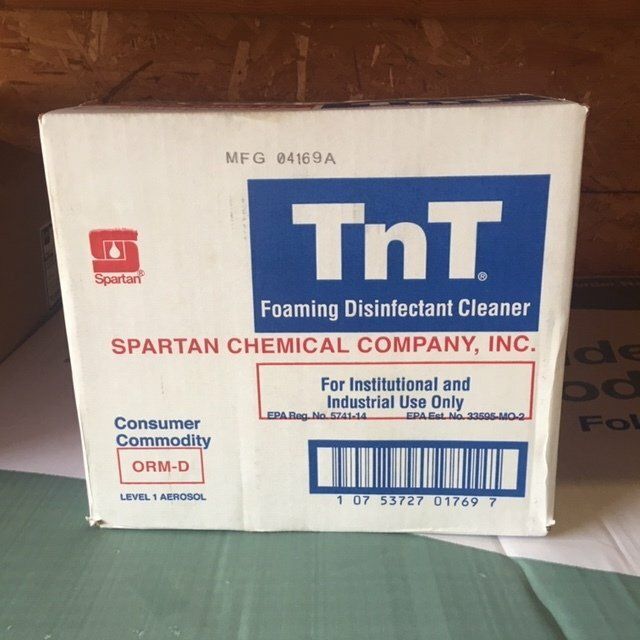 MFG 04169A
TnT®
Spartan®
Foaming Disinfectant Cleaner
SPARTAN CHEMICAL COMPANY, INC.
For Institutional and
Industrial Use Only
EPA Reg. No. 5741-14 EPA Est. No. 33595-MO-2
Consumer
Commodity
ORM-D
LEVEL 1 AEROSOL
1 07 53727 01769 7
Fol